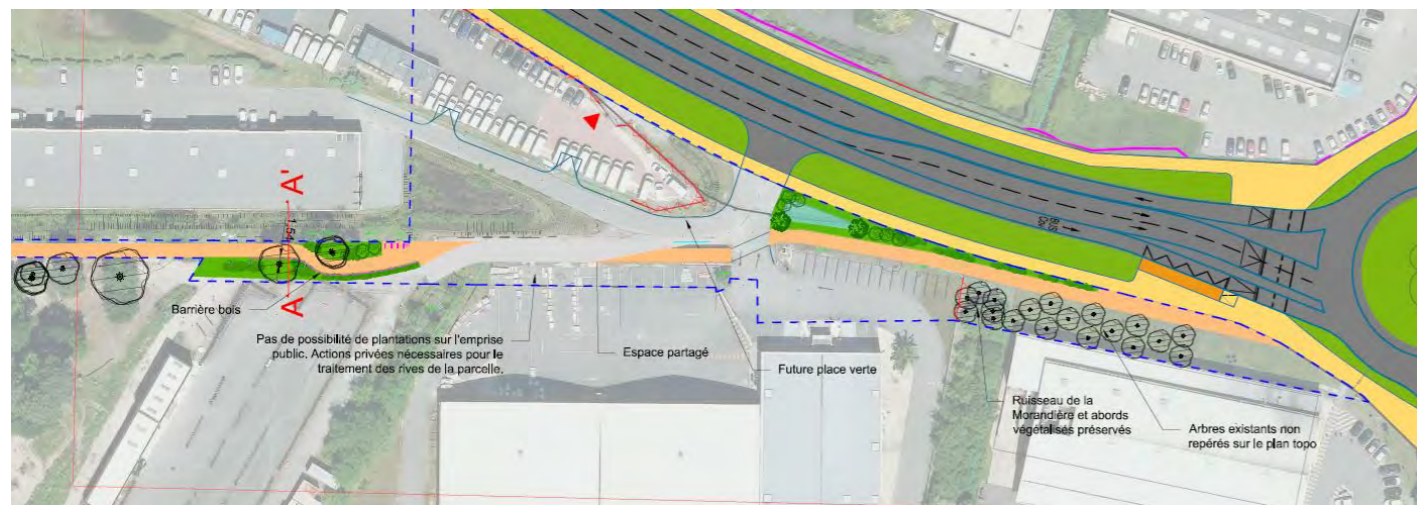 A'
1.54
A
Barrière bois
Pas de possibilité de plantations sur l'emprise
public. Actions privées nécessaires pour le
traitement des rives de la parcelle.
Espace partagé
Future place verte
Ruisseau de la
Morandière et abords
végétalisés préservés
Arbres existants non
repérés sur le plan topo